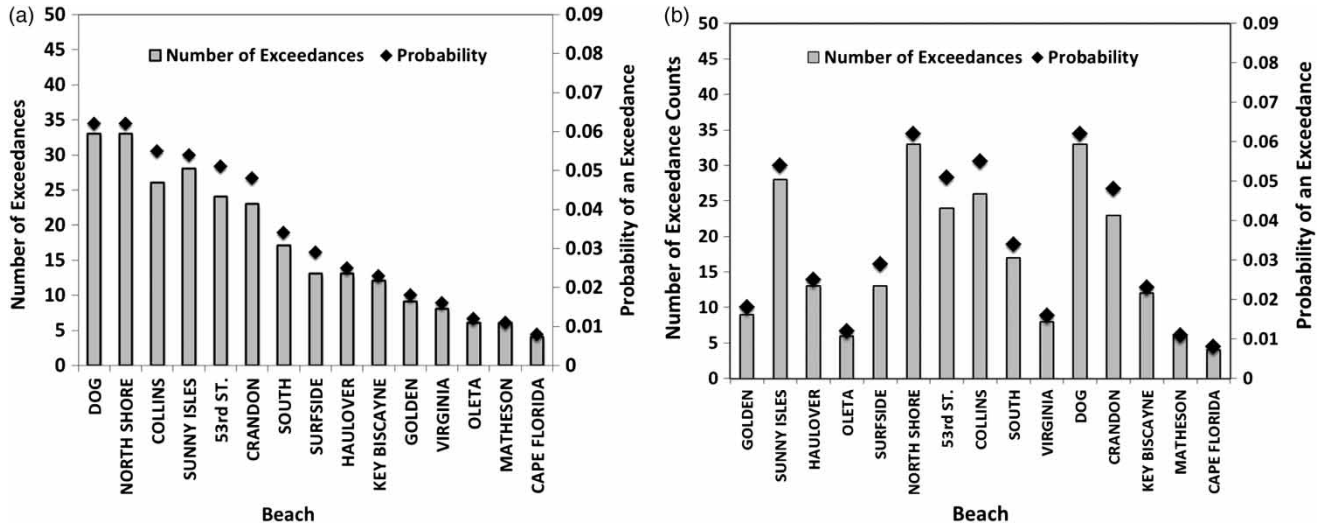 (a)
50
45
40
35
30
25
20
15
10
5
0
Number of Exceedances
Number of Exceedances
Probability
0.09
0.08
0.07
0.06
0.05
0.04
0.03
0.02
0.01
0
Probability of an Exceedance
DOG
NORTH SHORE
COLLINS
SUNNY ISLES
53rd ST.
CRANDON
SOUTH
SURFSIDE
HAULOVER
KEY BISCAYNE
GOLDEN
VIRGINIA
OLETA
MATHESON
CAPE FLORIDA
Beach
(b)
50
45
40
35
30
25
20
15
10
5
0
Number of Exceedance Counts
Number of Exceedances
Probability
0.09
0.08
0.07
0.06
0.05
0.04
0.03
0.02
0.01
0
Probability of an Exceedance
GOLDEN
SUNNY ISLES
HAULOVER
OLETA
SURFSIDE
NORTH SHORE
53rd ST.
COLLINS
SOUTH
VIRGINIA
DOG
CRANDON
KEY BISCAYNE
MATHESON
CAPE FLORIDA
Beach